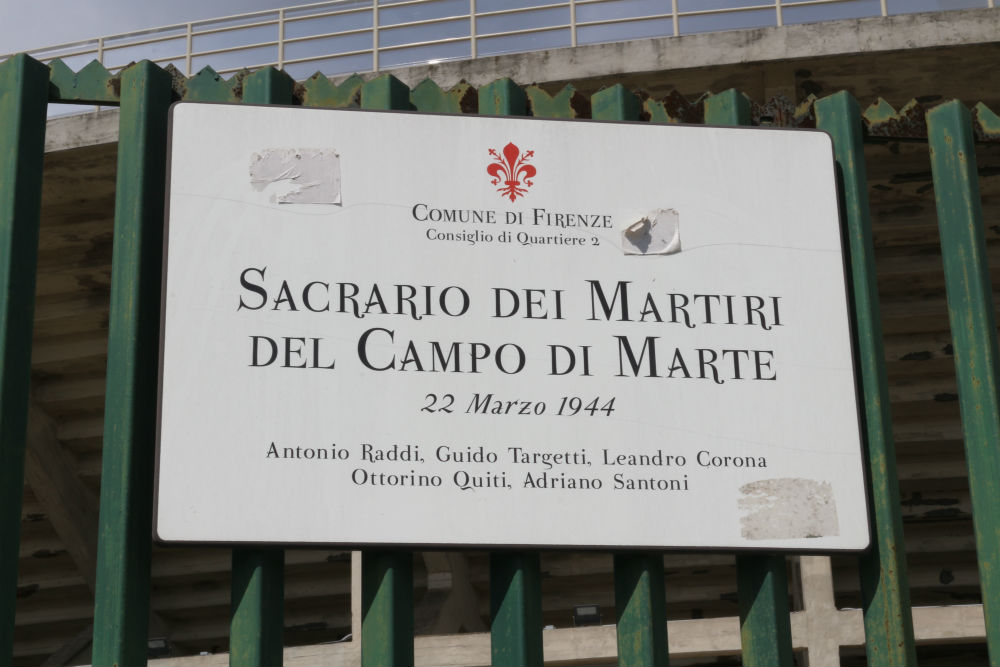 Comune di Firenze
Consiglio di Quartiere 2
Sacrario dei Martiri
del Campo di Marte
22 Marzo 1944
Antonio Raddi, Guido Targetti, Leandro Corona
Ottorino Quiti, Adriano Santoni